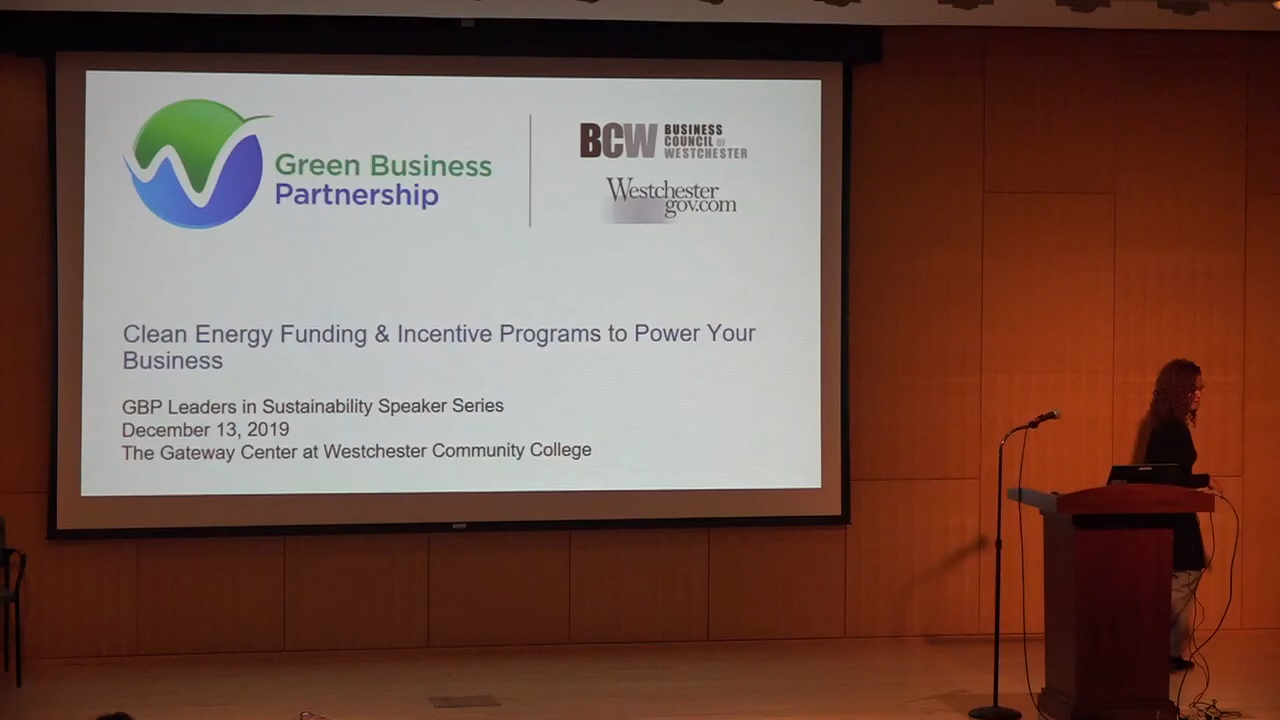 Green Business
Partnership
BCW
BUSINESS
COUNCIL OF
WESTCHESTER
Westchester
gov.com
Clean Energy Funding & Incentive Programs to Power Your
Business
GBP Leaders in Sustainability Speaker Series
December 13, 2019
The Gateway Center at Westchester Community College